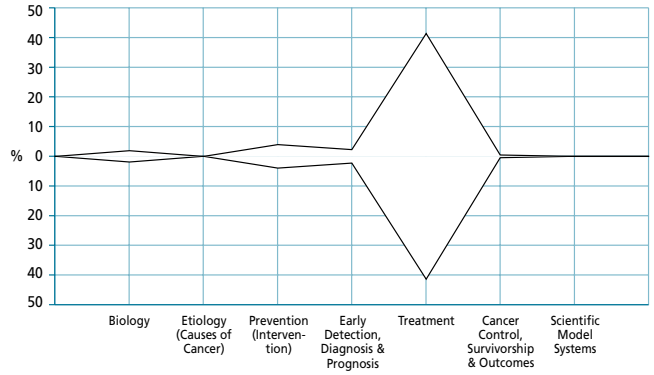 50
40
30
20
10
% 0
10
20
30
40
50
Biology
Etiology
(Causes of
Cancer)
Prevention
(Interven-
tion)
Early
Detection,
Diagnosis &
Prognosis
Treatment
Cancer
Control,
Survivorship
& Outcomes
Scientific
Model
Systems